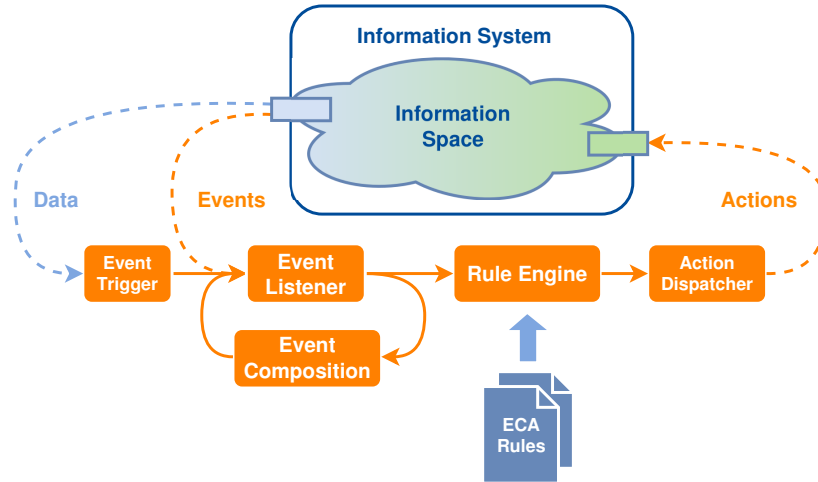 Information System
Information
Space
Data
Events
Actions
Event
Trigger
Event
Listener
Rule Engine
Action
Dispatcher
Event
Composition
ECA
Rules